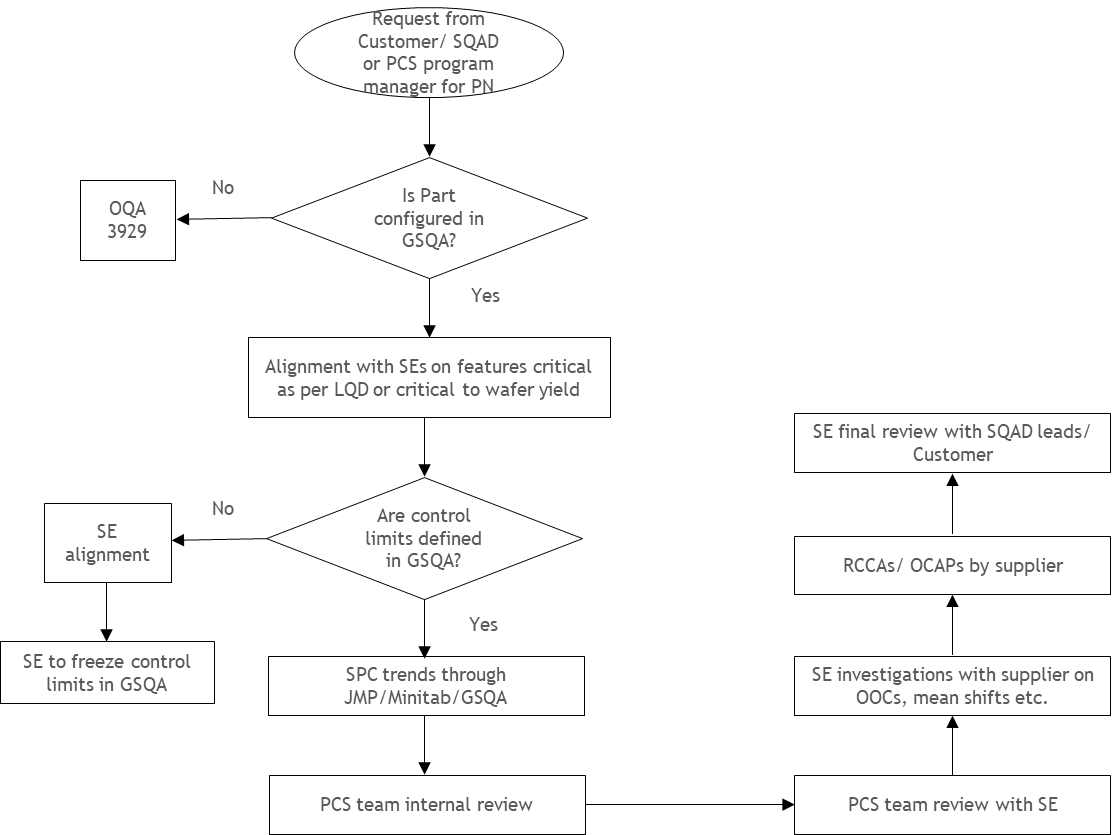 Request from
Customer/ SQAD
or PCS program
manager for PN
Is Part
configured in
GSQA?
No
OQA
3929
Yes
Alignment with SEs on features critical
as per LQD or critical to wafer yield
Are control
limits defined
in GSQA?
No
SE
alignment
SE to freeze control
limits in GSQA
Yes
SPC trends through
JMP/Minitab/GSQA
PCS team internal review
PCS team review with SE
SE investigations with supplier on
OOCs, mean shifts etc.
RCCAs/ OCAPs by supplier
SE final review with SQAD leads/
Customer